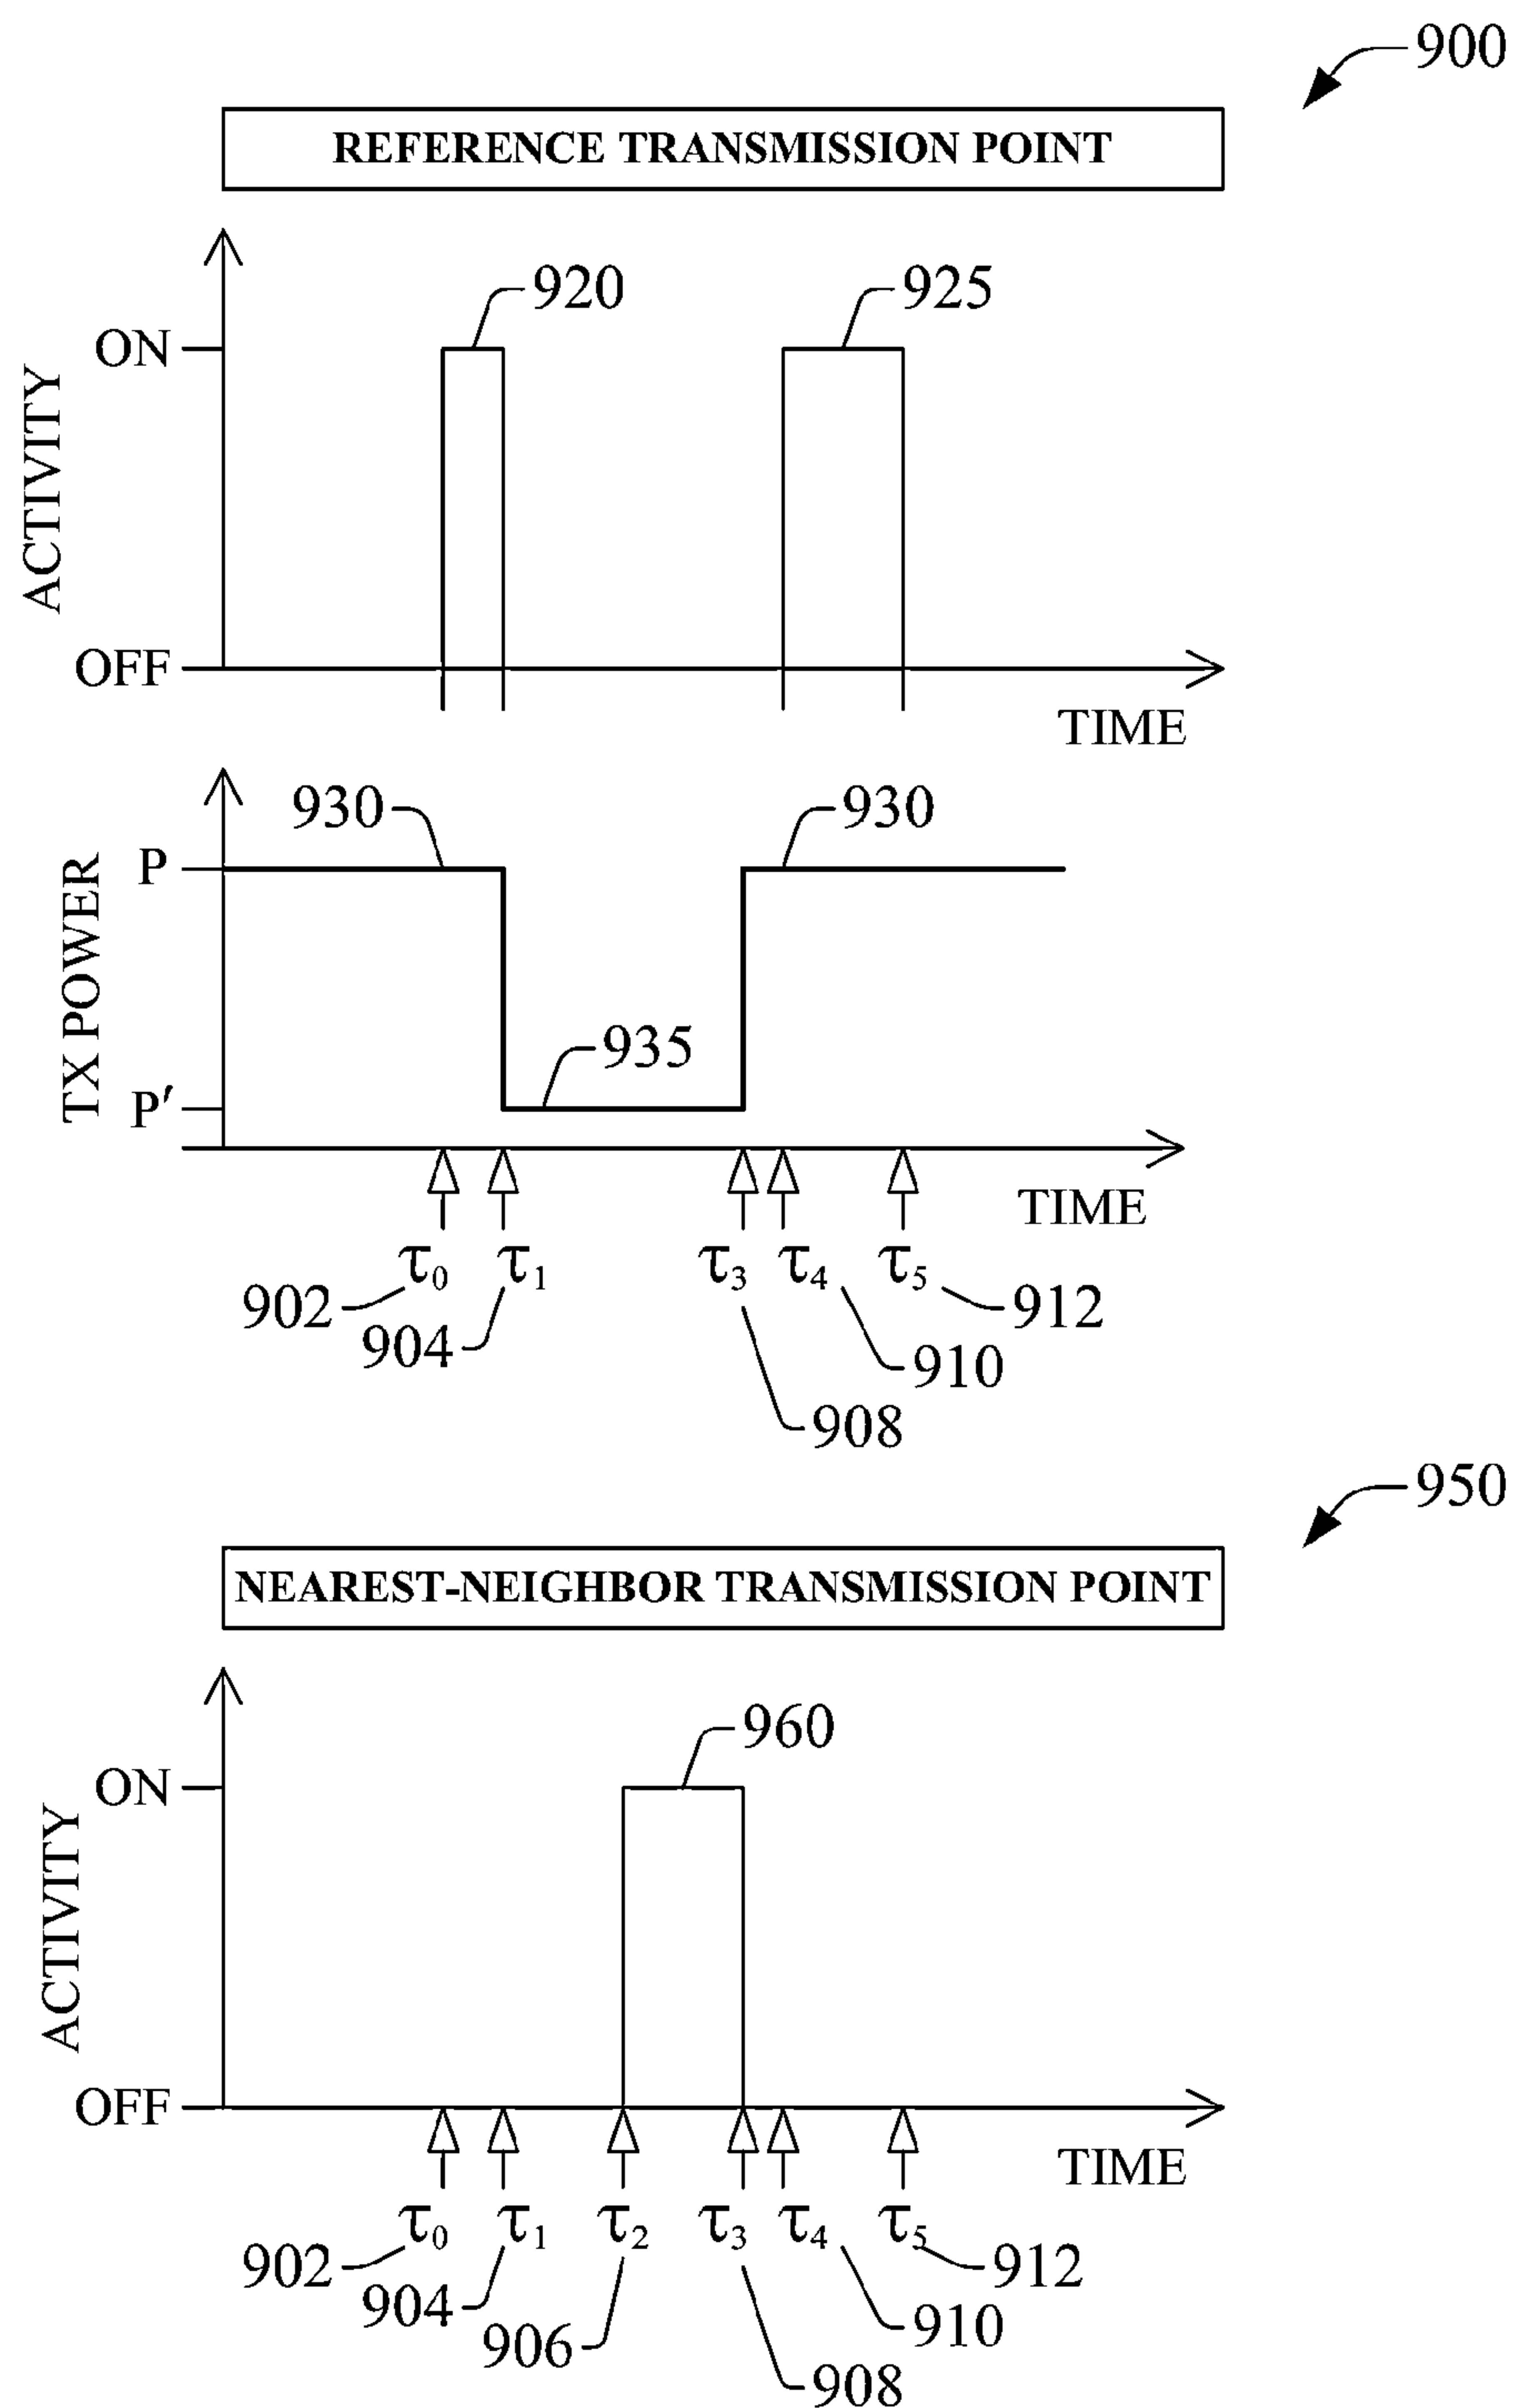 900
REFERENCE TRANSMISSION POINT
920
925
ON
ACTIVITY
OFF
TIME
930
930
P
TX POWER
935
P′
TIME
τ0 τ1 τ3 τ4 τ5
902
912
904
910
908
950
NEAREST-NEIGHBOR TRANSMISSION POINT
960
ON
ACTIVITY
OFF
TIME
τ0 τ1 τ2 τ3 τ4 τ5
902
912
904
910
906
908